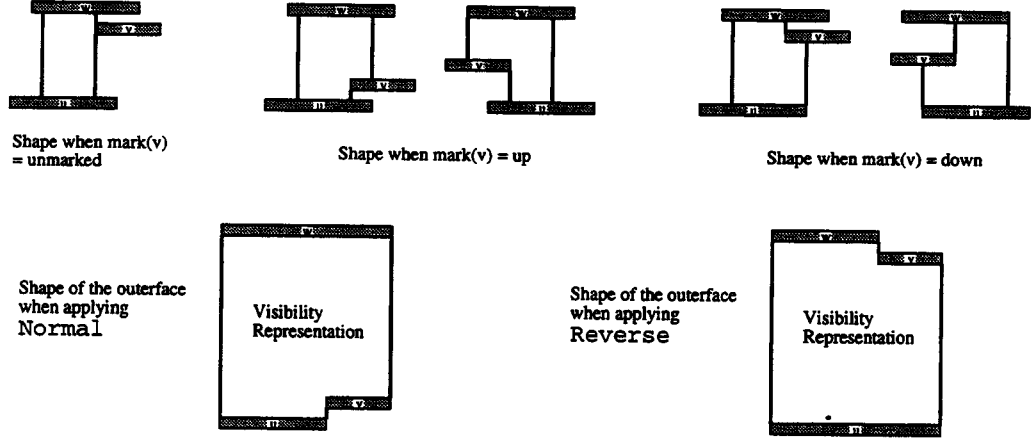 w
v
n
w
v
n
w
v
n
w
v
n
w
v
n
Shape when mark(v)
= unmarked
Shape when mark(v) = up
Shape when mark(v) = down
w
v
n
Shape of the outerface
when applying
Normal
Visibility
Representation
w
v
n
Shape of the outerface
when applying
Reverse
Visibility
Representation